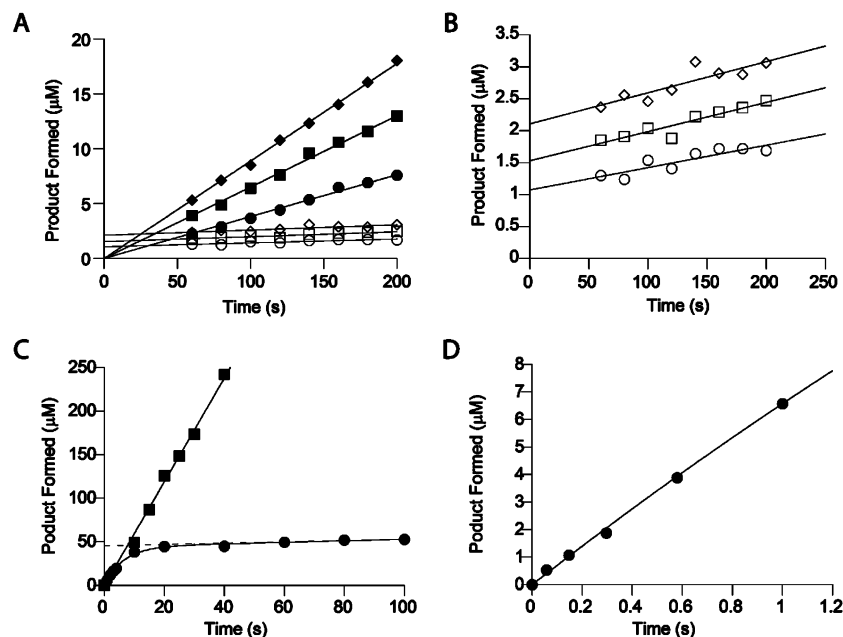 A
20
15
10
5
0
0 50 100 150 200
Product Formed (μM)
Time (s)
B
3.5
3
2.5
2
1.5
1
0.5
0
0 50 100 150 200 250
Product Formed (μM)
Time (s)
C
250
200
150
100
50
0
0 20 40 60 80 100
Poduct Formed (μM)
Time (s)
D
8
7
6
5
4
3
2
1
0
0 0.2 0.4 0.6 0.8 1 1.2
Poduct Formed (μM)
Time (s)